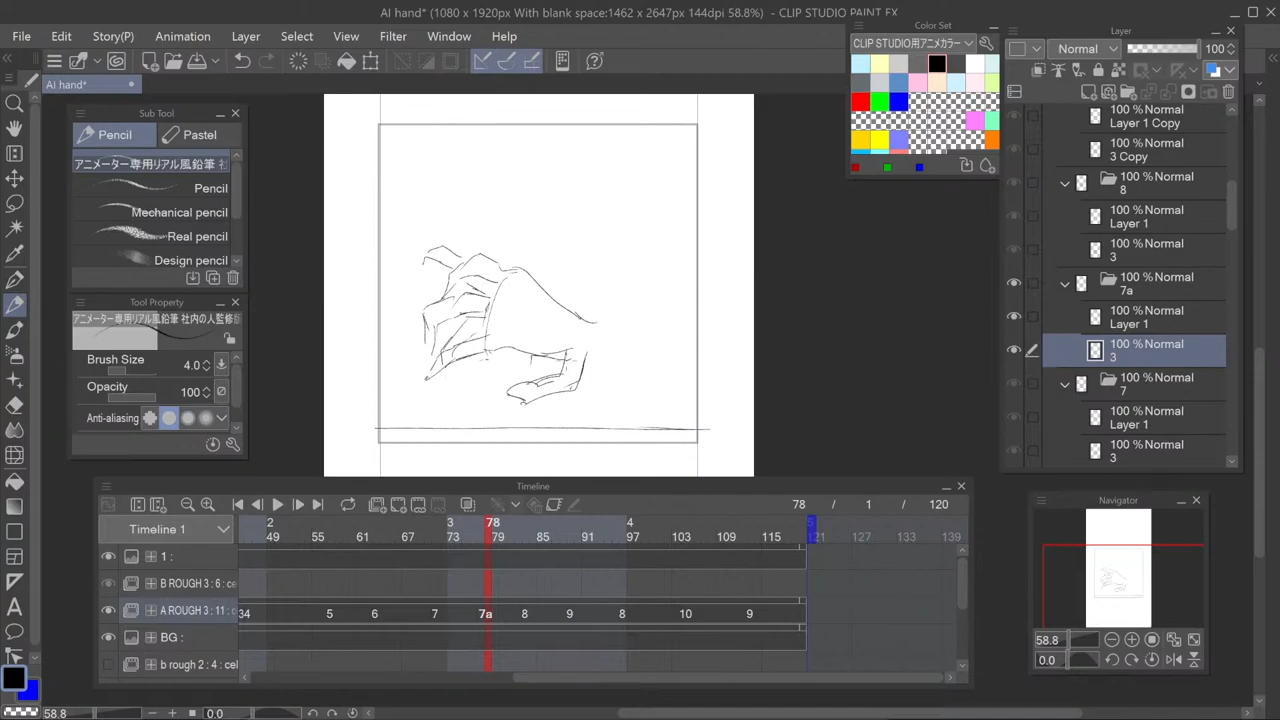 AI hand* (1080 x 1920px With blank space:1462 x 2647px 144dpi 58.8%) - CLIP STUDIO PAINT EX
File Edit Story(P) Animation Layer Select View Filter Window Help
AI hand*
Sub Tool
Pencil Pastel
アニメーター専用リアル風鉛筆 社
Pencil
Mechanical pencil
Real pencil
Design pencil
Tool Property
アニメーター専用リアル風鉛筆 社内の人監修
Brush Size 4.0
Opacity 100
Anti-aliasing
Color Set
CLIP STUDIO用アニメカラー
Layer
Normal 100
100 %Normal
Layer 1 Copy
100 %Normal
3 Copy
100 %Normal
8
100 %Normal
Layer 1
100 %Normal
3
100 %Normal
7a
100 %Normal
Layer 1
100 %Normal
3
100 %Normal
7
100 %Normal
Layer 1
100 %Normal
3
Timeline
78 / 1 / 120
Timeline 1
2 3 78 4 5
49 55 61 67 73 79 85 91 97 103 109 115 121 127 133 139
1 :
B ROUGH 3 : 6 : ce
A ROUGH 3 : 11 : c
34 5 6 7 7a 8 9 8 10 9
BG :
b rough 2 : 4 : cel
Navigator
58.8
0.0
58.8 0.0